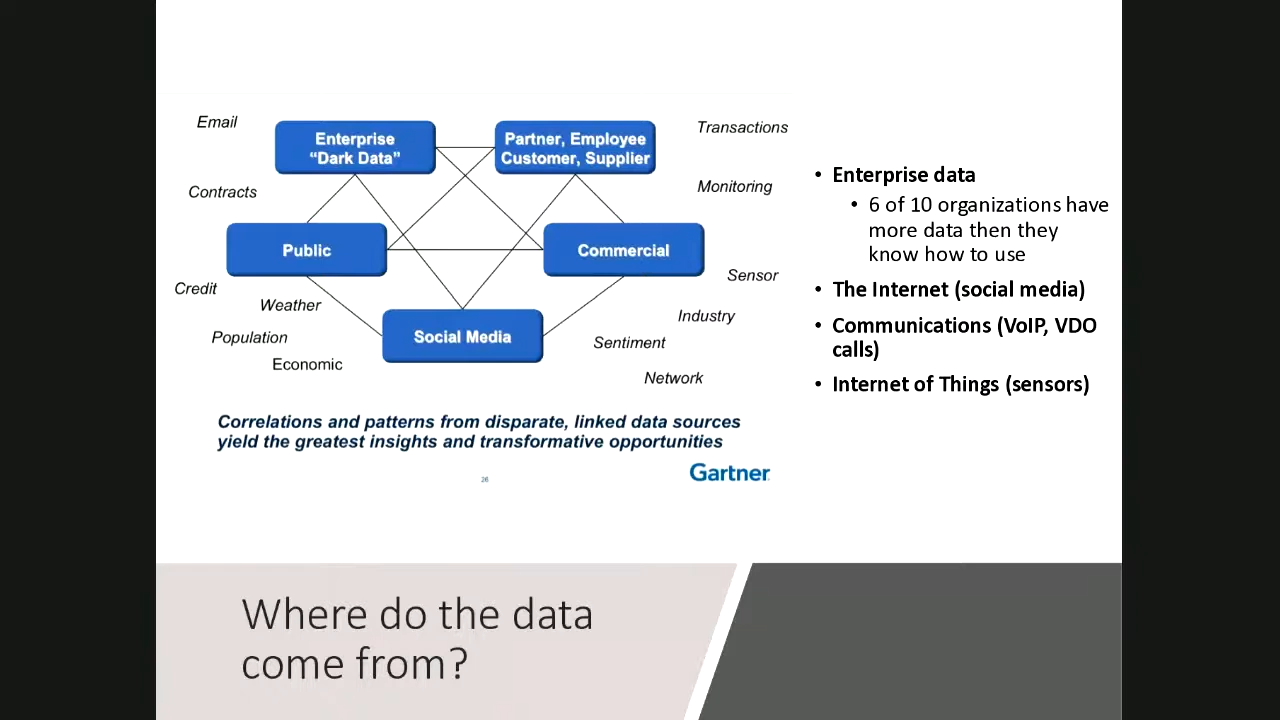 Email
Enterprise
“Dark Data”
Partner, Employee
Customer, Supplier
Transactions
Contracts
Monitoring
Public
Commercial
Credit
Weather
Sensor
Population
Industry
Economic
Social Media
Sentiment
Network
Correlations and patterns from disparate, linked data sources
yield the greatest insights and transformative opportunities
26
Gartner
• Enterprise data
• 6 of 10 organizations have
more data then they
know how to use
• The Internet (social media)
• Communications (VoIP, VDO
calls)
• Internet of Things (sensors)
Where do the data
come from?